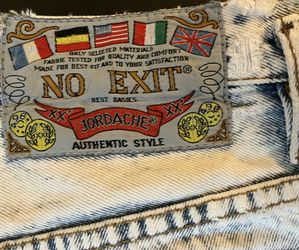 ONLY SELECTED MATERIALS
FABRIC TESTED FOR QUALITY AND COMFORT
MADE FOR BEST FIT AND TO YOUR SATISFACTION
NO EXIT®
BEST BASICS
XX JORDACHE® XX
AUTHENTIC STYLE